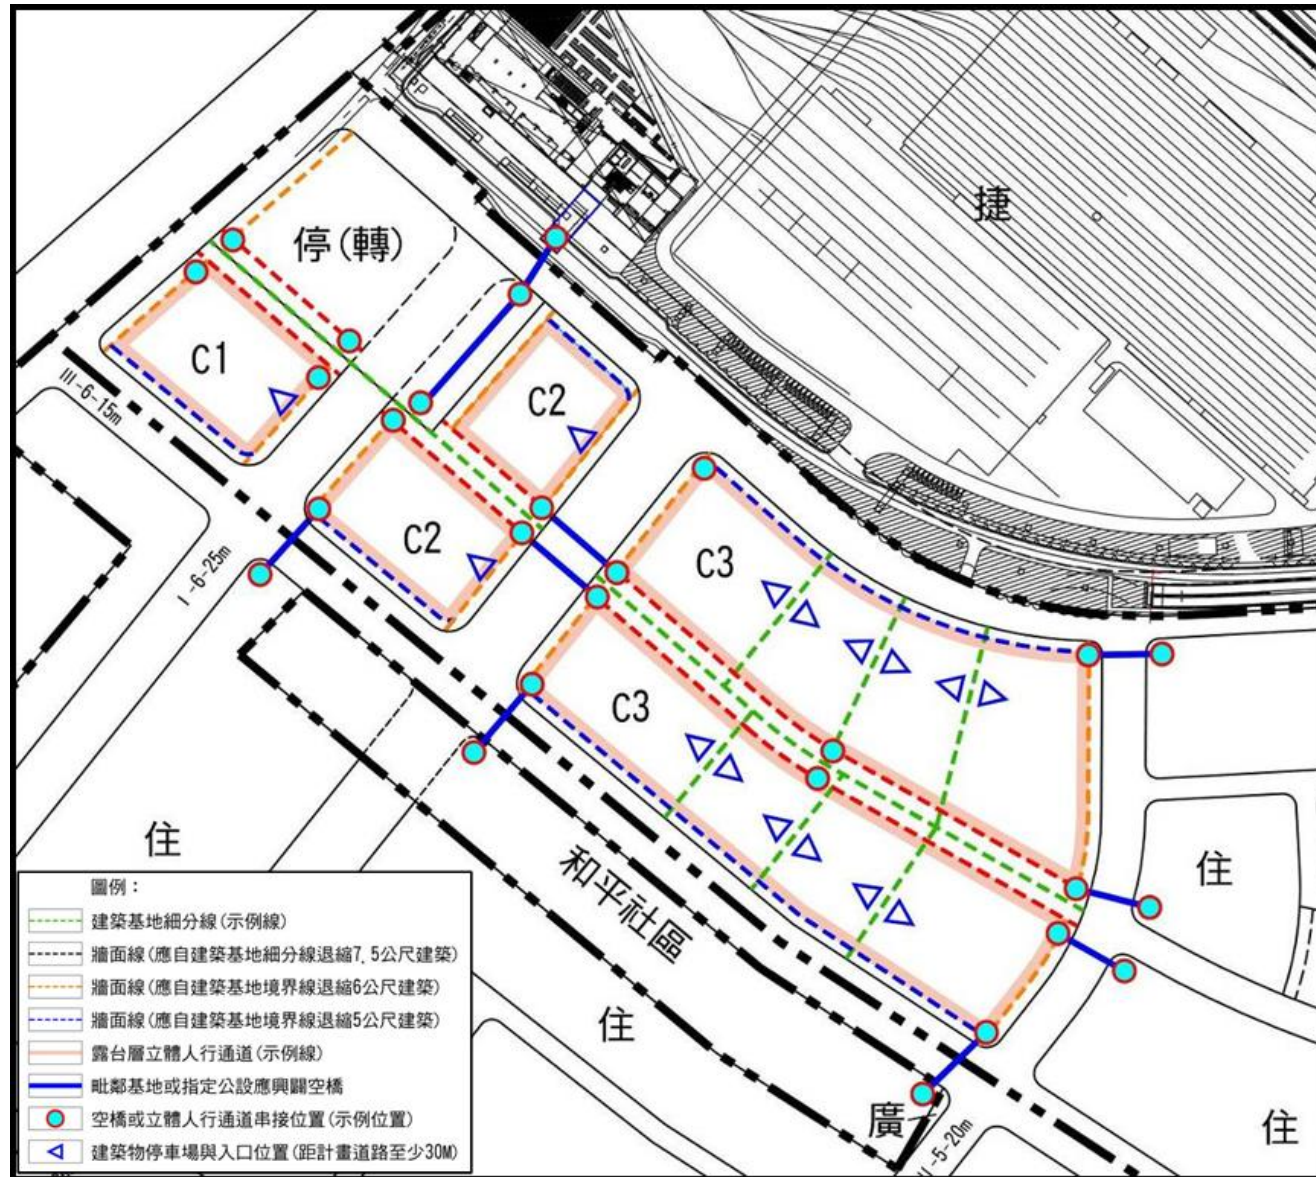 捷
停(轉)
C1
C2
C2
C3
C3
III-6-15m
I-6-25m
住
和平社區
住
住
住
廣
II-5-20m
圖例：
建築基地細分線(示例線)
牆面線(應自建築基地細分線退縮7.5公尺建築)
牆面線(應自建築基地境界線退縮6公尺建築)
牆面線(應自建築基地境界線退縮5公尺建築)
露台層立體人行通道(示例線)
毗鄰基地或指定公設應興闢空橋
空橋或立體人行通道串接位置(示例位置)
建築物停車場與入口位置(距計畫道路至少30M)